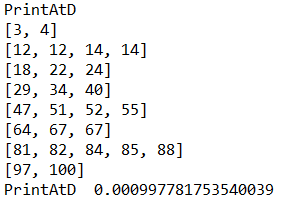 PrintAtD
[3, 4]
[12, 12, 14, 14]
[18, 22, 24]
[29, 34, 40]
[47, 51, 52, 55]
[64, 67, 67]
[81, 82, 84, 85, 88]
[97, 100]
PrintAtD  0.000997781753540039